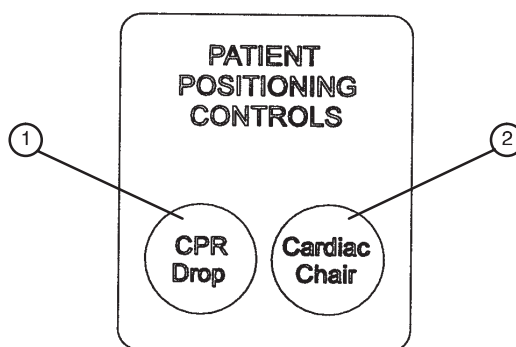 PATIENT
POSITIONING
CONTROLS
1
2
CPR
Drop
Cardiac
Chair